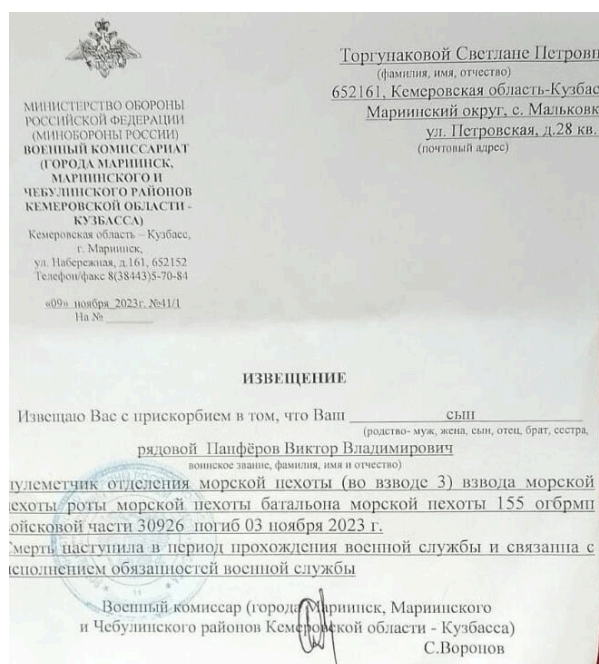 Торгунаковой Светлане Петровн
(фамилия, имя, отчество)
652161, Кемеровская область-Кузбас
Мариинский округ, с. Мальковк
ул. Петровская, д.28 кв.
(почтовый адрес)
МИНИСТЕРСТВО ОБОРОНЫ
РОССИЙСКОЙ ФЕДЕРАЦИИ
(МИНОБОРОНЫ РОССИИ)
ВОЕННЫЙ КОМИССАРИАТ
(ГОРОДА МАРИИНСК,
МАРИИНСКОГО И
ЧЕБУЛИНСКОГО РАЙОНОВ
КЕМЕРОВСКОЙ ОБЛАСТИ -
КУЗБАССА)
Кемеровская область – Кузбасс,
г. Мариинск,
ул. Набережная, д.161, 652152
Телефон/факс 8(38443)5-70-84
«09» ноября 2023г. №41/1
На № ________
ИЗВЕЩЕНИЕ
Извещаю Вас с прискорбием в том, что Ваш сын
(родство- муж, жена, сын, отец, брат, сестра,
рядовой Панфёров Виктор Владимирович
воинское звание, фамилия, имя и отчество)
пулеметчик отделения морской пехоты (во взводе 3) взвода морской
пехоты роты морской пехоты батальона морской пехоты 155 огбрмп
войсковой части 30926 погиб 03 ноября 2023 г.
Смерть наступила в период прохождения военной службы и связанна с
исполнением обязанностей военной службы
Военный комиссар (города Мариинск, Мариинского
и Чебулинского районов Кемеровской области - Кузбасса)
С.Воронов